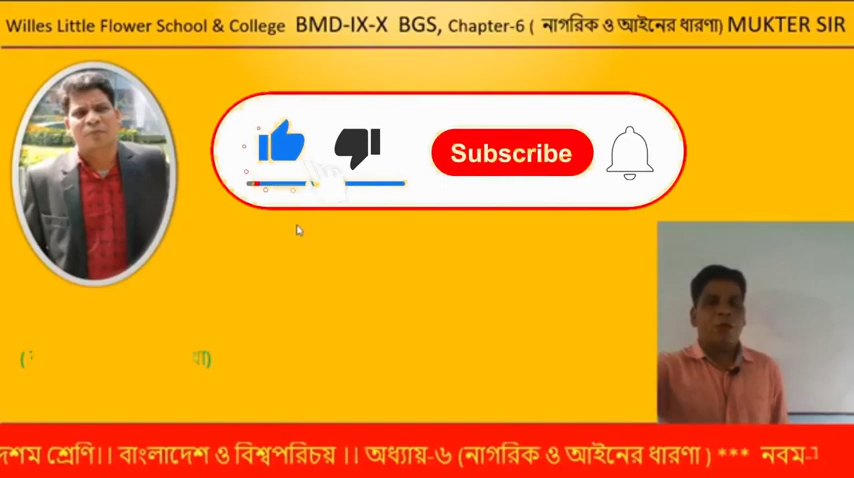 Willes Little Flower School & College BMD-IX-X BGS, Chapter-6 ( নাগরিক ও আইনের ধারণা) MUKTER SIR
Subscribe
দশম শ্রেণি।। বাংলাদেশ ও বিশ্বপরিচয় ।। অধ্যায়-৬ (নাগরিক ও আইনের ধারণা ) *** নবম-